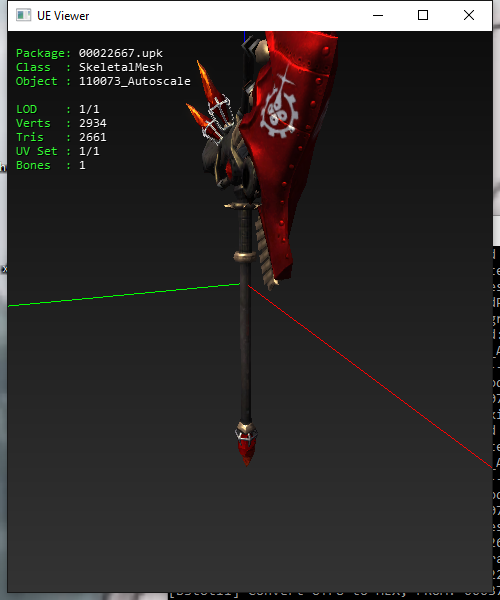 UE Viewer
Package: 00022667.upk
Class : SkeletalMesh
Object : 110073_Autoscale
LOD : 1/1
Verts : 2934
Tris : 2661
UV Set : 1/1
Bones : 1